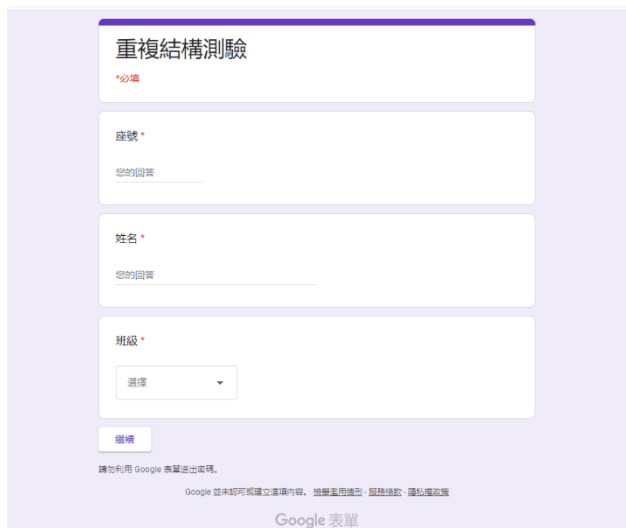 重複結構測驗
*必填
座號 *
您的回答
姓名 *
您的回答
班級 *
選擇
繼續
請勿利用 Google 表單送出密碼。
Google 並未認可或建立這項內容。 檢舉濫用情形 - 服務條款 - 隱私權政策
Google 表單